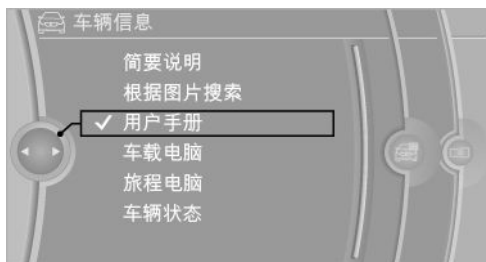 车辆信息
简要说明
根据图片搜索
用户手册
车载电脑
旅程电脑
车辆状态